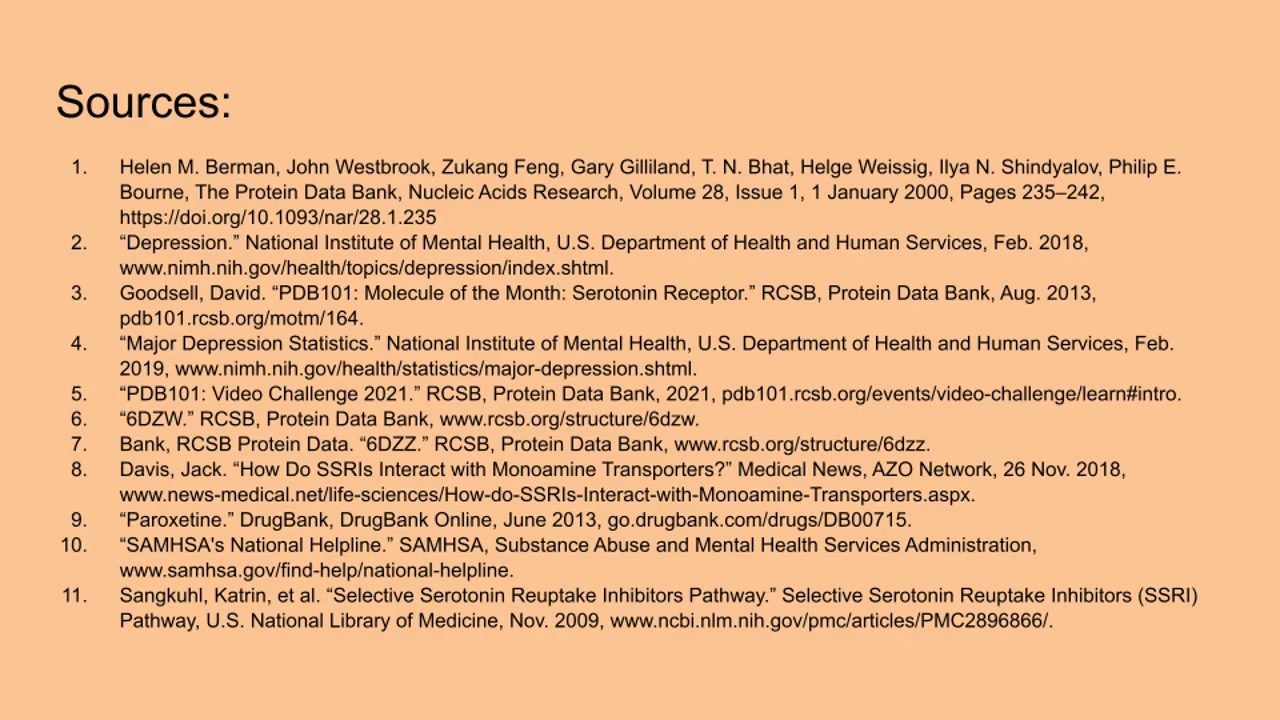 Sources:
1. Helen M. Berman, John Westbrook, Zukang Feng, Gary Gilliland, T. N. Bhat, Helge Weissig, Ilya N. Shindyalov, Philip E.
Bourne, The Protein Data Bank, Nucleic Acids Research, Volume 28, Issue 1, 1 January 2000, Pages 235–242,
https://doi.org/10.1093/nar/28.1.235
2. “Depression.” National Institute of Mental Health, U.S. Department of Health and Human Services, Feb. 2018,
www.nimh.nih.gov/health/topics/depression/index.shtml.
3. Goodsell, David. “PDB101: Molecule of the Month: Serotonin Receptor.” RCSB, Protein Data Bank, Aug. 2013,
pdb101.rcsb.org/motm/164.
4. “Major Depression Statistics.” National Institute of Mental Health, U.S. Department of Health and Human Services, Feb.
2019, www.nimh.nih.gov/health/statistics/major-depression.shtml.
5. “PDB101: Video Challenge 2021.” RCSB, Protein Data Bank, 2021, pdb101.rcsb.org/events/video-challenge/learn#intro.
6. “6DZW.” RCSB, Protein Data Bank, www.rcsb.org/structure/6dzw.
7. Bank, RCSB Protein Data. “6DZZ.” RCSB, Protein Data Bank, www.rcsb.org/structure/6dzz.
8. Davis, Jack. “How Do SSRIs Interact with Monoamine Transporters?” Medical News, AZO Network, 26 Nov. 2018,
www.news-medical.net/life-sciences/How-do-SSRIs-Interact-with-Monoamine-Transporters.aspx.
9. “Paroxetine.” DrugBank, DrugBank Online, June 2013, go.drugbank.com/drugs/DB00715.
10. “SAMHSA's National Helpline.” SAMHSA, Substance Abuse and Mental Health Services Administration,
www.samhsa.gov/find-help/national-helpline.
11. Sangkuhl, Katrin, et al. “Selective Serotonin Reuptake Inhibitors Pathway.” Selective Serotonin Reuptake Inhibitors (SSRI)
Pathway, U.S. National Library of Medicine, Nov. 2009, www.ncbi.nlm.nih.gov/pmc/articles/PMC2896866/.